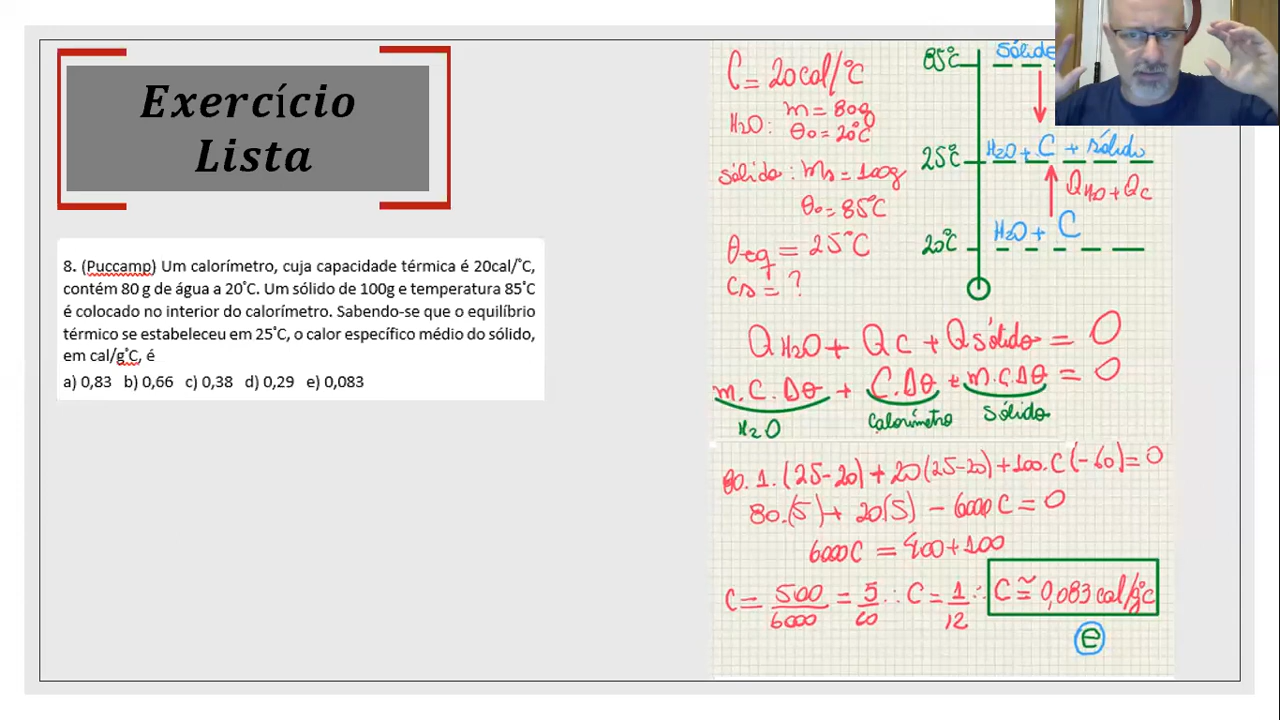 Exercício
Lista
8. (Puccamp) Um calorímetro, cuja capacidade térmica é 20cal/°C,
contém 80 g de água a 20°C. Um sólido de 100g e temperatura 85°C
é colocado no interior do calorímetro. Sabendo-se que o equilíbrio
térmico se estabeleceu em 25°C, o calor específico médio do sólido,
em cal/g°C, é
a) 0,83 b) 0,66 c) 0,38 d) 0,29 e) 0,083
C = 20cal/°C
H2O: m = 80g
θo = 20°C
sólido: ms = 100g
θo = 85°C
θeq = 25°C
Cs = ?
85°C Sólido
25°C H2O + C + sólido
QH2O + QC
20°C H2O + C
QH2O + QC + Qsólido = 0
m.C.Δθ + C.Δθ + m.C.Δθ = 0
H2O Calorímetro Sólido
80.1.(25-20) + 20(25-20) + 100.C(-60) = 0
80.(5) + 20(5) - 6000C = 0
6000C = 400 + 100
C = 500/6000 = 5/60 ∴ C = 1/12 ∴ C ≅ 0,083 cal/g°C
e